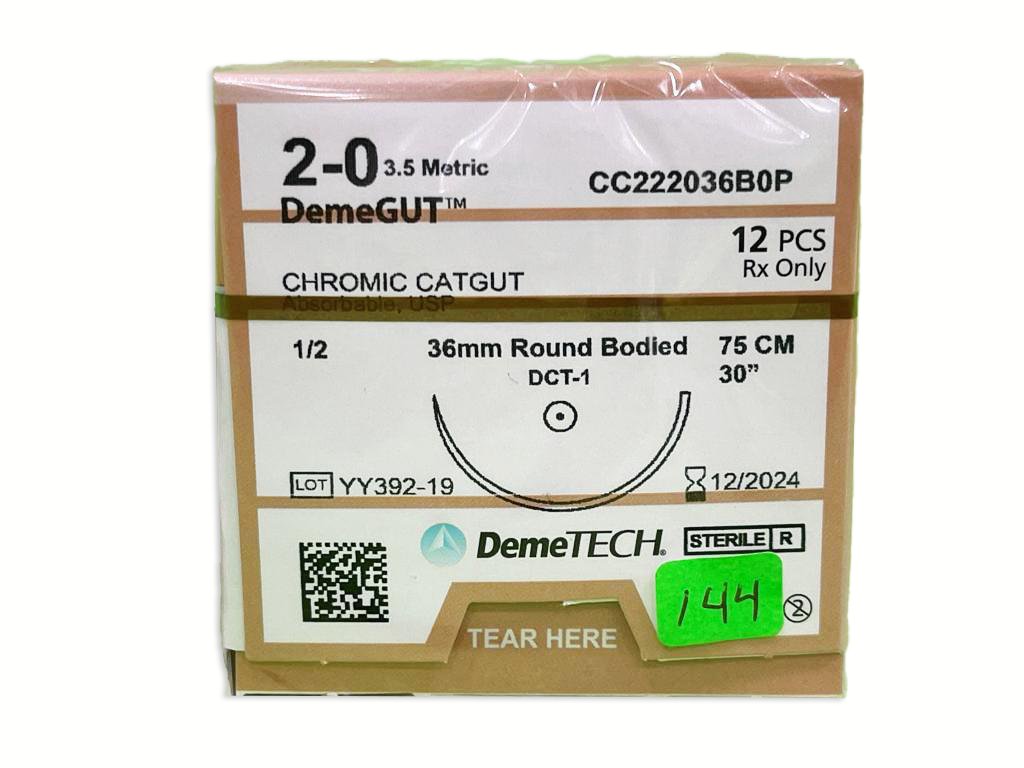 2-0 3.5 Metric
CC222036B0P
DemeGUT™
12 PCS
Rx Only
CHROMIC CATGUT
Absorbable, USP
1/2
36mm Round Bodied
75 CM
DCT-1
30”
LOT YY392-19
12/2024
DemeTECH®
STERILE R
144
2
TEAR HERE